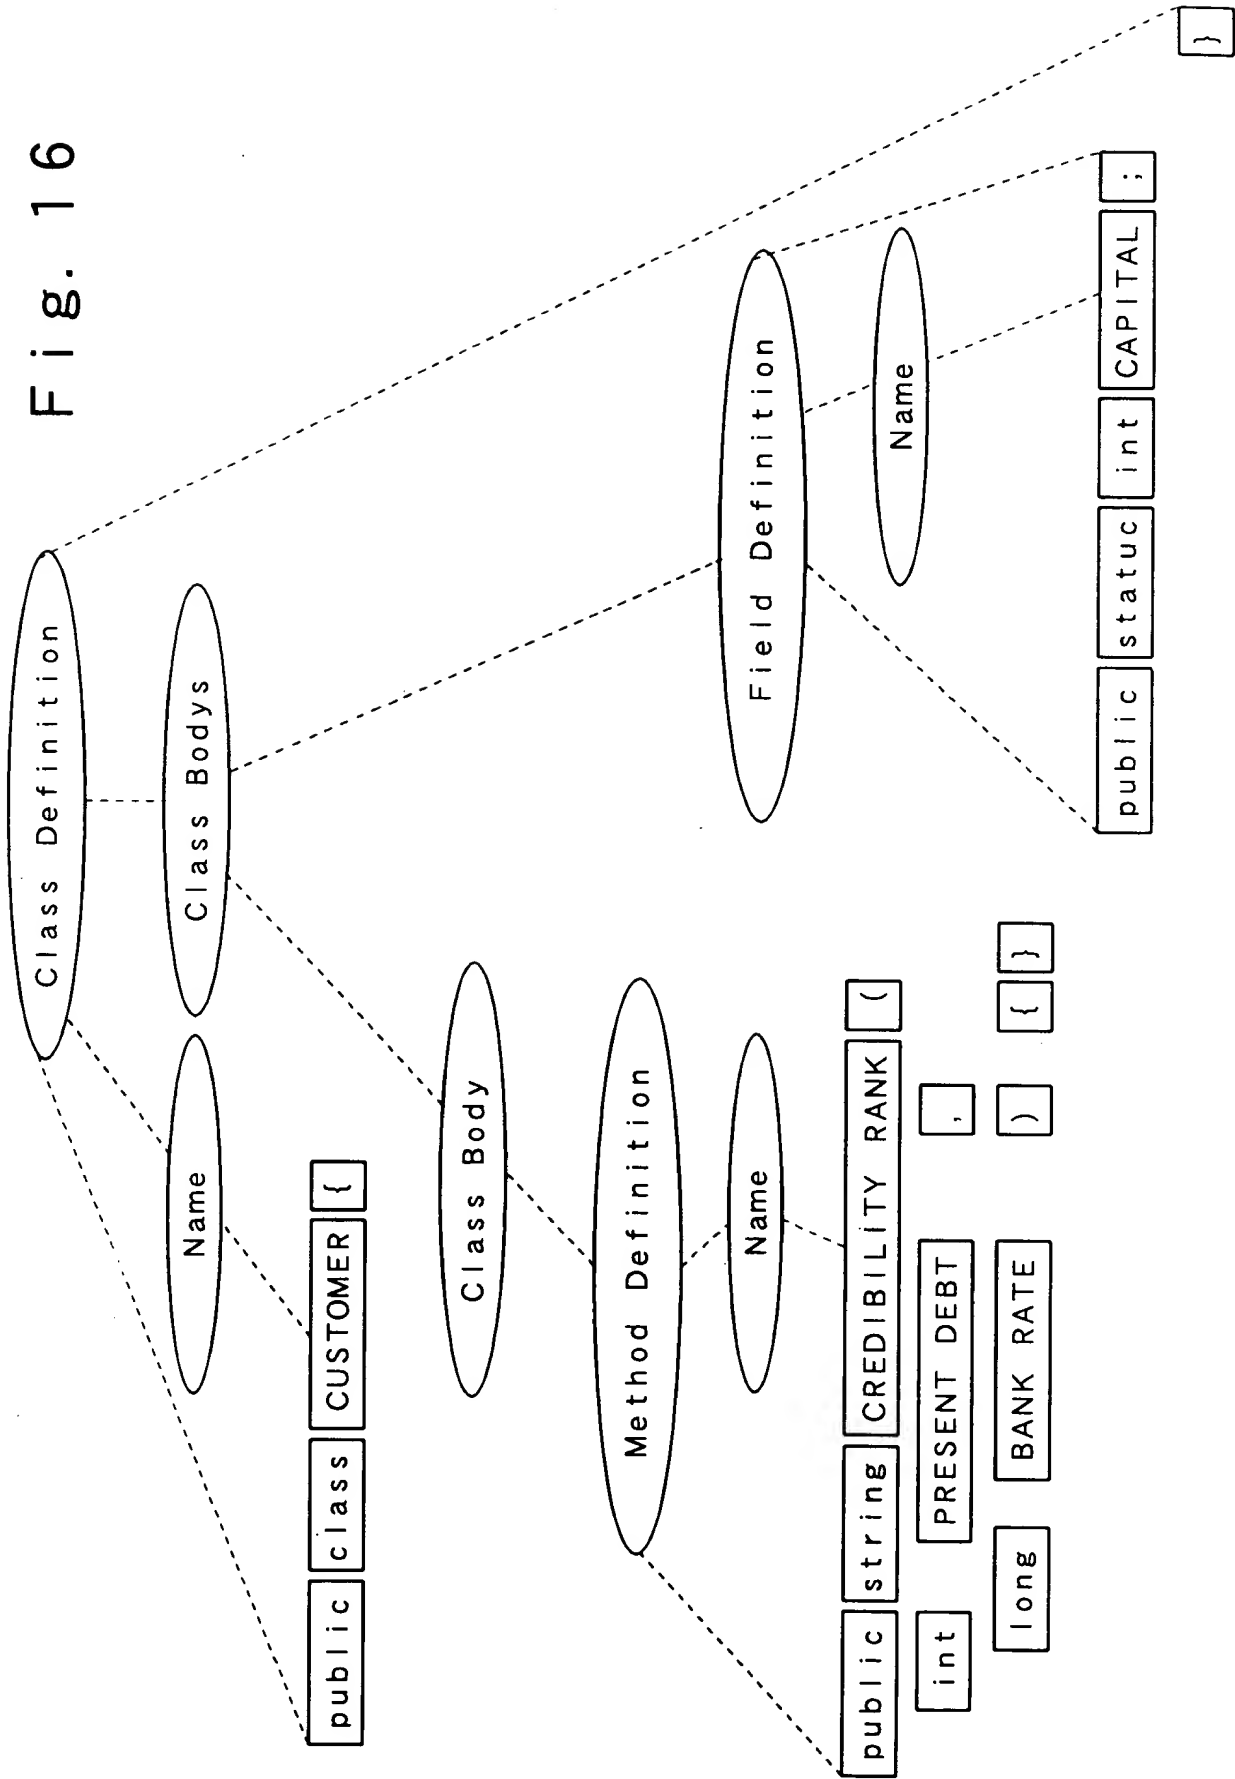 Fig. 16
Class Definition
Name
Class Bodys
public class CUSTOMER {
Class Body
Method Definition
Name
public string CREDIBILITY RANK (
int PRESENT DEBT ,
long BANK RATE ) { }
Field Definition
Name
public statuc int CAPITAL ;
}